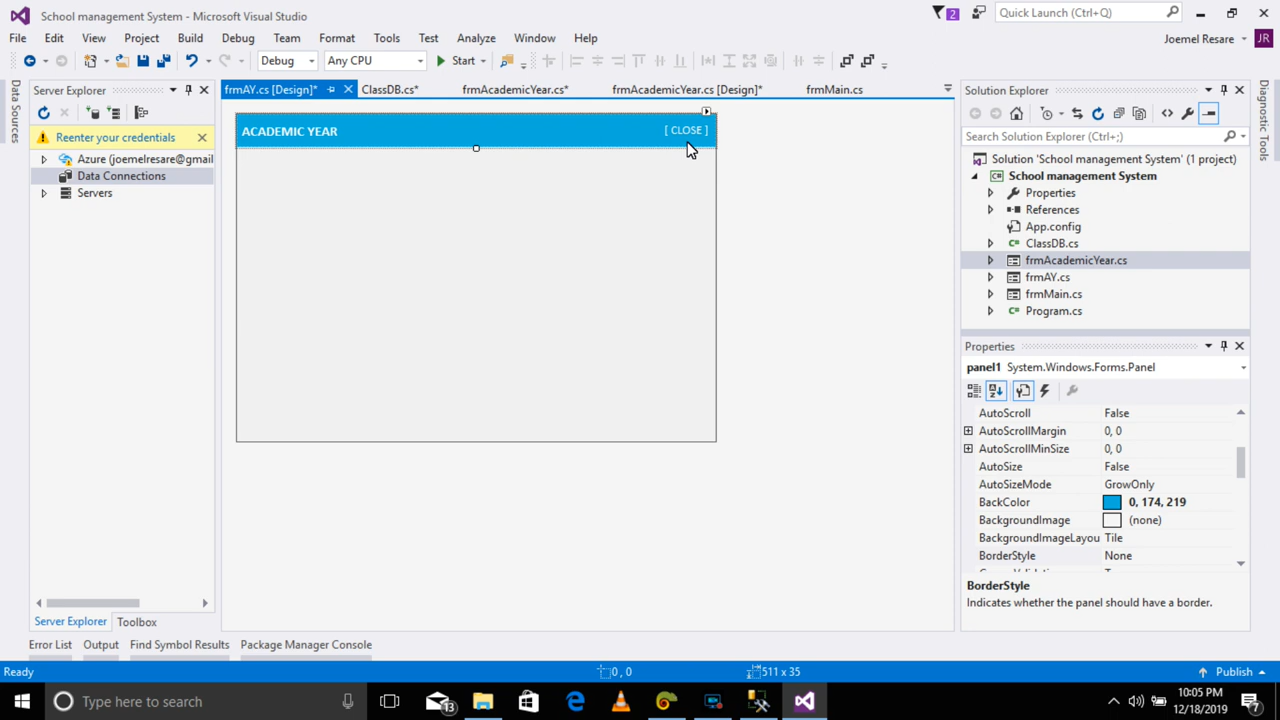 School management System - Microsoft Visual Studio
2
Quick Launch (Ctrl+Q)
File Edit View Project Build Debug Team Format Tools Test Analyze Window Help
Joemel Resare JR
Debug Any CPU Start
Data Sources
Server Explorer
frmAY.cs [Design]* ClassDB.cs* frmAcademicYear.cs* frmAcademicYear.cs [Design]* frmMain.cs
Solution Explorer
Diagnostic Tools
Reenter your credentials
Azure (joemelresare@gmail
Data Connections
Servers
ACADEMIC YEAR [ CLOSE ]
Search Solution Explorer (Ctrl+;)
Solution 'School management System' (1 project)
School management System
Properties
References
App.config
ClassDB.cs
frmAcademicYear.cs
frmAY.cs
frmMain.cs
Program.cs
Properties
panel1 System.Windows.Forms.Panel
AutoScroll False
AutoScrollMargin 0, 0
AutoScrollMinSize 0, 0
AutoSize False
AutoSizeMode GrowOnly
BackColor 0, 174, 219
BackgroundImage (none)
BackgroundImageLayou Tile
BorderStyle None
BorderStyle
Indicates whether the panel should have a border.
Server Explorer Toolbox
Error List Output Find Symbol Results Package Manager Console
Ready 0 , 0 511 x 35 Publish
Type here to search
13
10:05 PM
12/18/2019
7